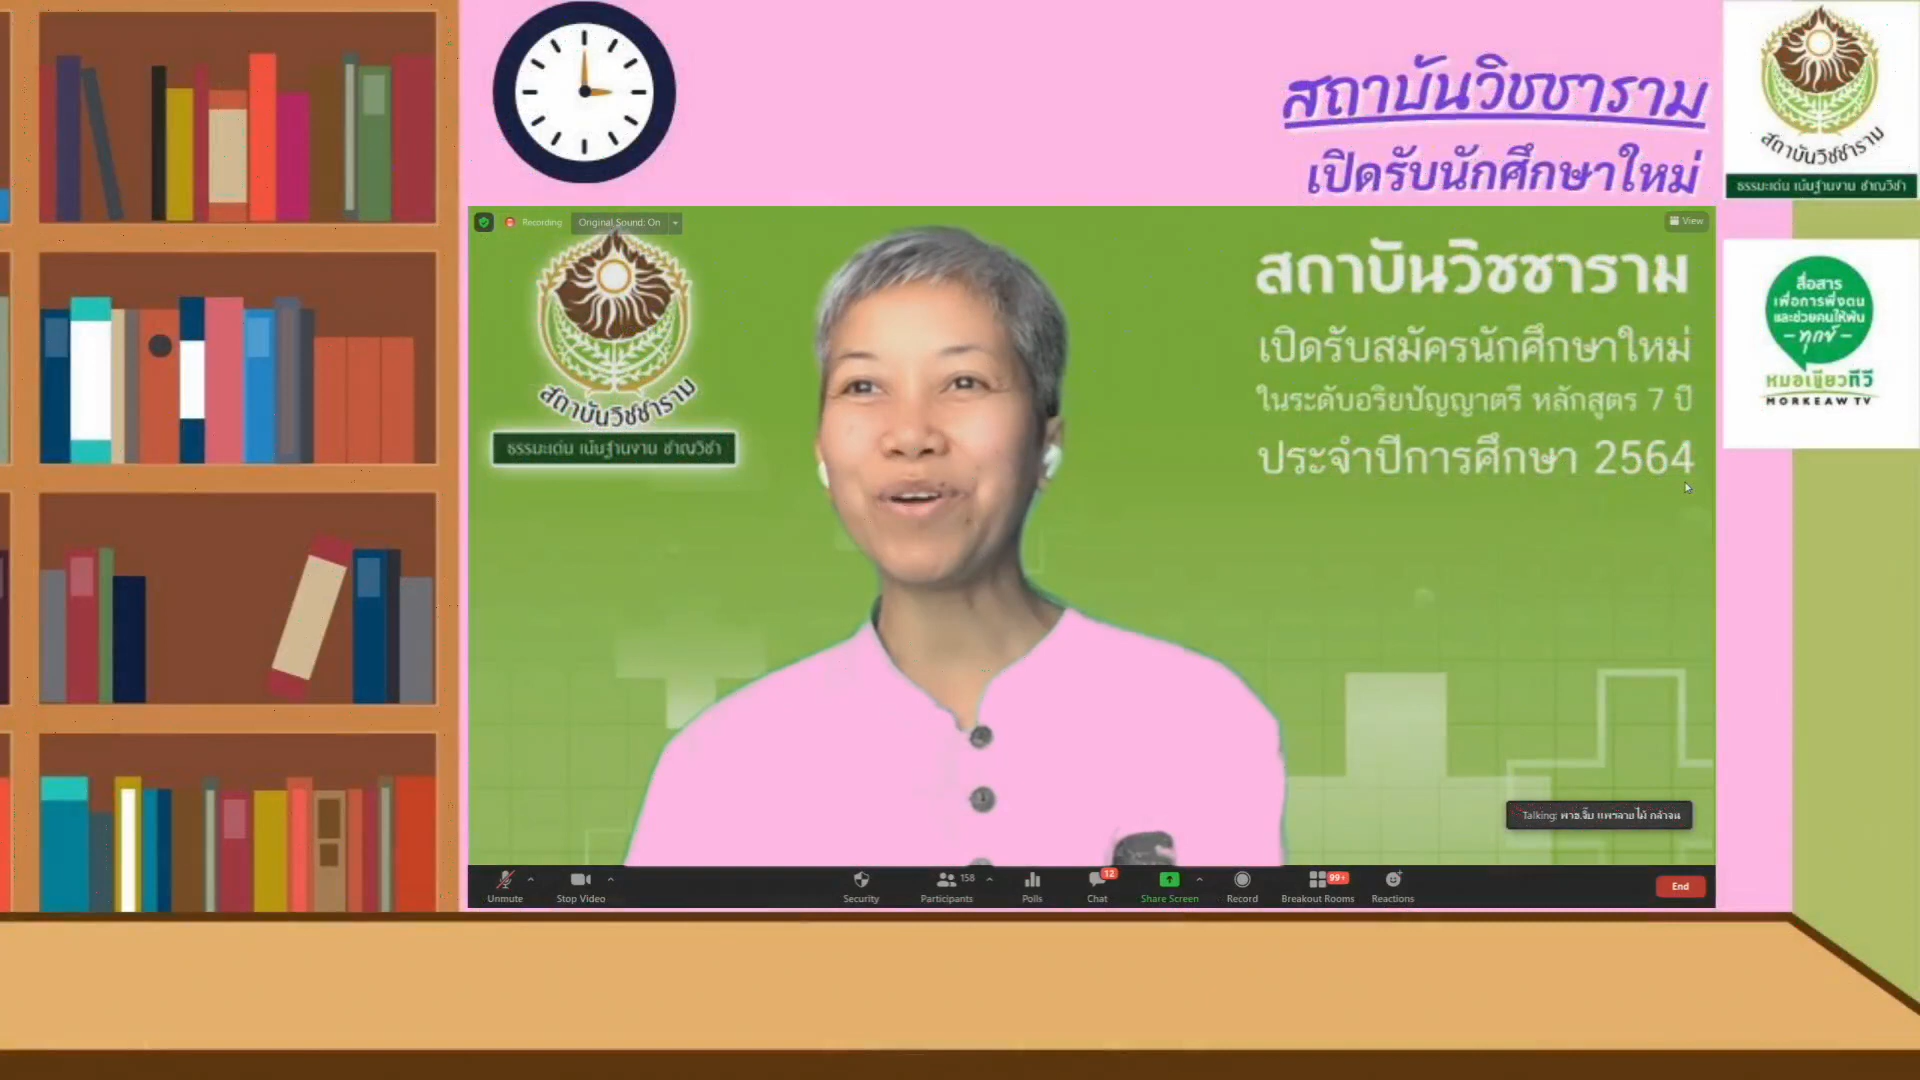 สถาบันวิชชาราม
เปิดรับนักศึกษาใหม่
สถาบันวิชชาราม
ธรรมะเด่น เน้นฐานงาน ชำนาญวิชา
Recording
Original Sound: On
View
สถาบันวิชชาราม
ธรรมะเด่น เน้นฐานงาน ชำนาญวิชา
สถาบันวิชชาราม
เปิดรับสมัครนักศึกษาใหม่
ในระดับอริยปัญญาตรี หลักสูตร 7 ปี
ประจำปีการศึกษา 2564
สื่อสาร
เพื่อการพึ่งตน
และช่วยคนให้พ้น
- ทุกข์ -
หมอเขียวทีวี
MORKEAW TV
Talking:
Unmute
Stop Video
Security
158
Participants
Polls
12
Chat
Share Screen
Record
99+
Breakout Rooms
Reactions
End